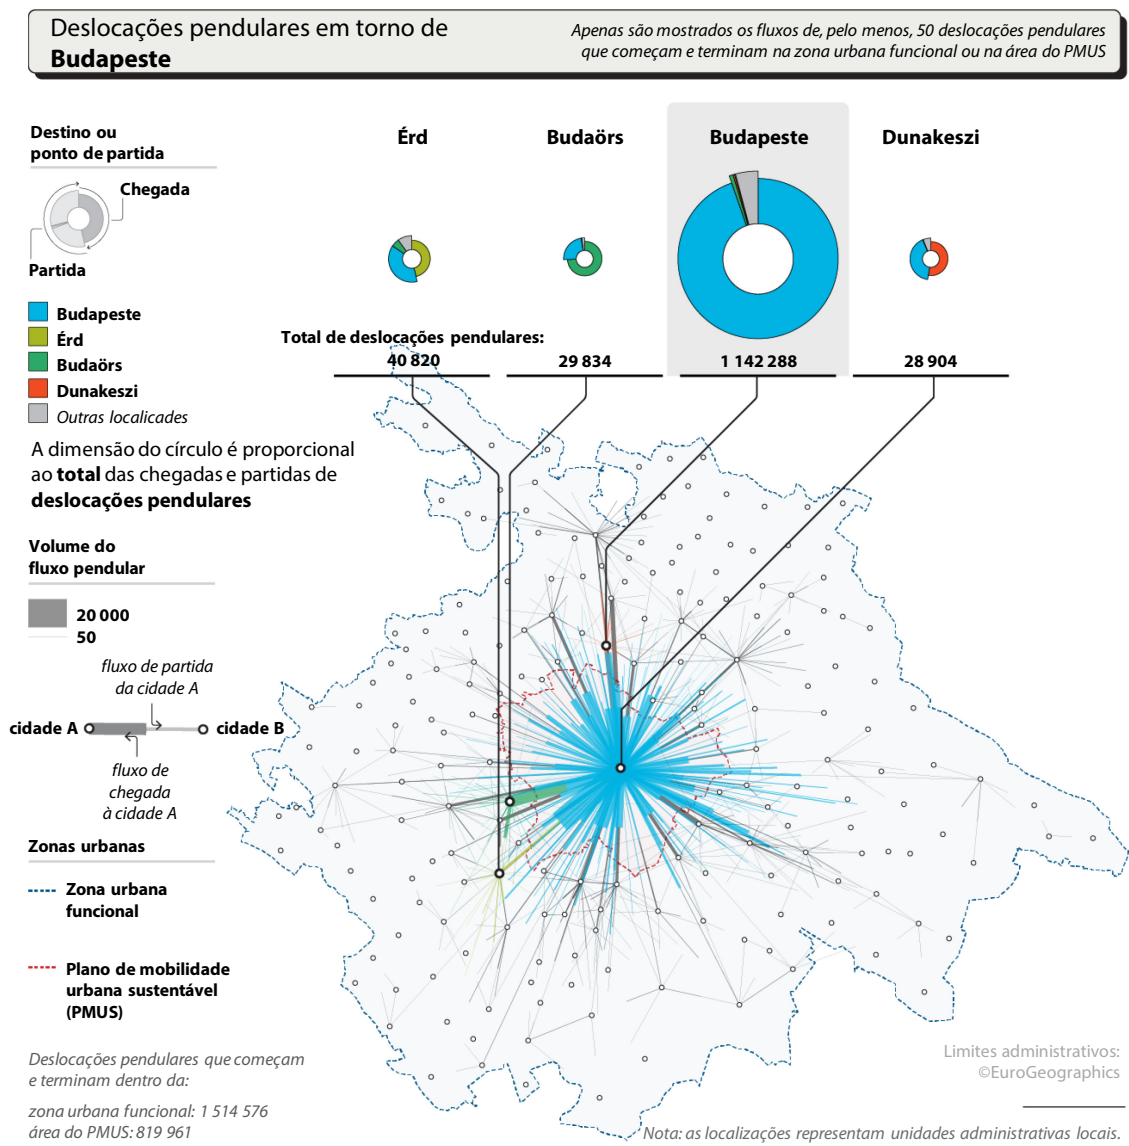 Deslocações pendulares em torno de
Budapeste
Apenas são mostrados os fluxos de, pelo menos, 50 deslocações pendulares
que começam e terminam na zona urbana funcional ou na área do PMUS
Destino ou
ponto de partida
Chegada
Partida
Budapeste
Érd
Budaörs
Dunakeszi
Outras localicades
Érd
Budaörs
Budapeste
Dunakeszi
Total de deslocações pendulares:
40 820
29 834
1 142 288
28 904
A dimensão do círculo é proporcional
ao total das chegadas e partidas de
deslocações pendulares
Volume do
fluxo pendular
20 000
50
fluxo de partida
da cidade A
cidade A
cidade B
fluxo de
chegada
à cidade A
Zonas urbanas
Zona urbana
funcional
Plano de mobilidade
urbana sustentável
(PMUS)
Deslocações pendulares que começam
e terminam dentro da:
zona urbana funcional: 1 514 576
área do PMUS: 819 961
Limites administrativos:
©EuroGeographics
Nota: as localizações representam unidades administrativas locais.